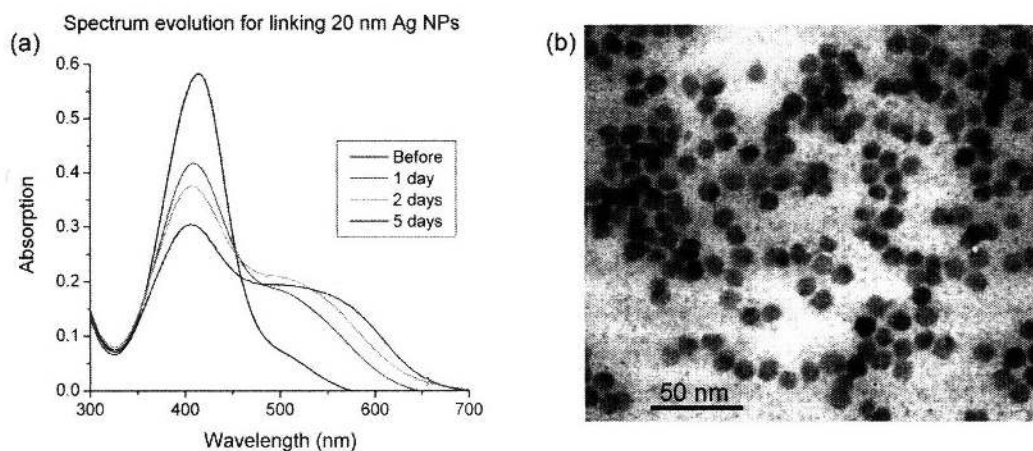 Spectrum evolution for linking 20 nm Ag NPs
(a)
0.6
0.5
0.4
0.3
0.2
0.1
0.0
Absorption
Before
1 day
2 days
5 days
300 400 500 600 700
Wavelength (nm)
(b)
50 nm